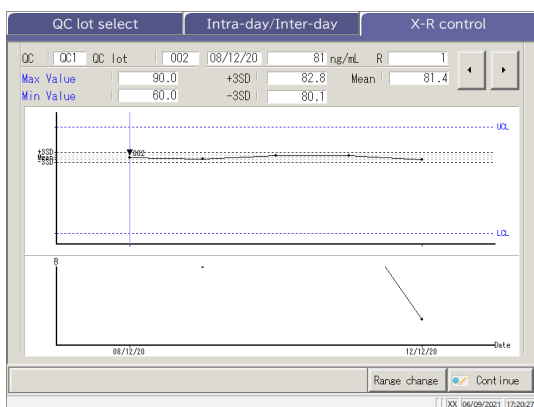 QC lot select Intra-day/Inter-day X-R control
QC QC1 QC lot 002 08/12/20 81 ng/mL R 1
Max Value 90.0 +3SD 82.8 Mean 81.4
Min Value 60.0 -3SD 80.1
UCL
+3SD
Mean
-3SD
002
LCL
R
Date
08/12/20 12/12/20
Range change Continue
XX 06/09/2021 17:20:27